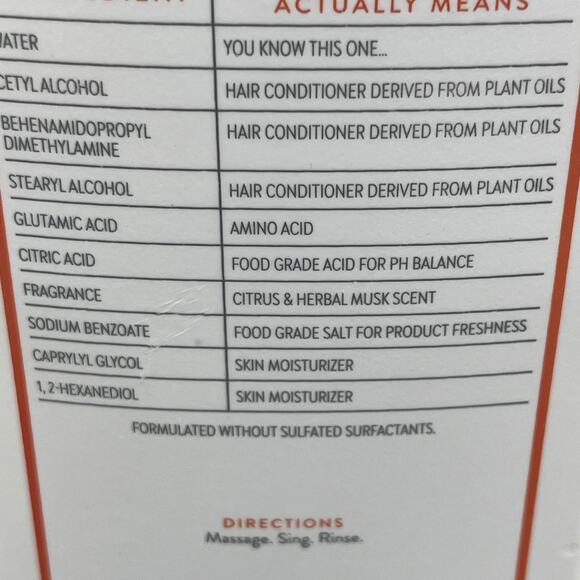 ACTUALLY MEANS
WATER YOU KNOW THIS ONE...
CETYL ALCOHOL HAIR CONDITIONER DERIVED FROM PLANT OILS
BEHENAMIDOPROPYL HAIR CONDITIONER DERIVED FROM PLANT OILS
DIMETHYLAMINE
STEARYL ALCOHOL HAIR CONDITIONER DERIVED FROM PLANT OILS
GLUTAMIC ACID AMINO ACID
CITRIC ACID FOOD GRADE ACID FOR PH BALANCE
FRAGRANCE CITRUS & HERBAL MUSK SCENT
SODIUM BENZOATE FOOD GRADE SALT FOR PRODUCT FRESHNESS
CAPRYLYL GLYCOL SKIN MOISTURIZER
1, 2-HEXANEDIOL SKIN MOISTURIZER
FORMULATED WITHOUT SULFATED SURFACTANTS.
DIRECTIONS
Massage. Sing. Rinse.